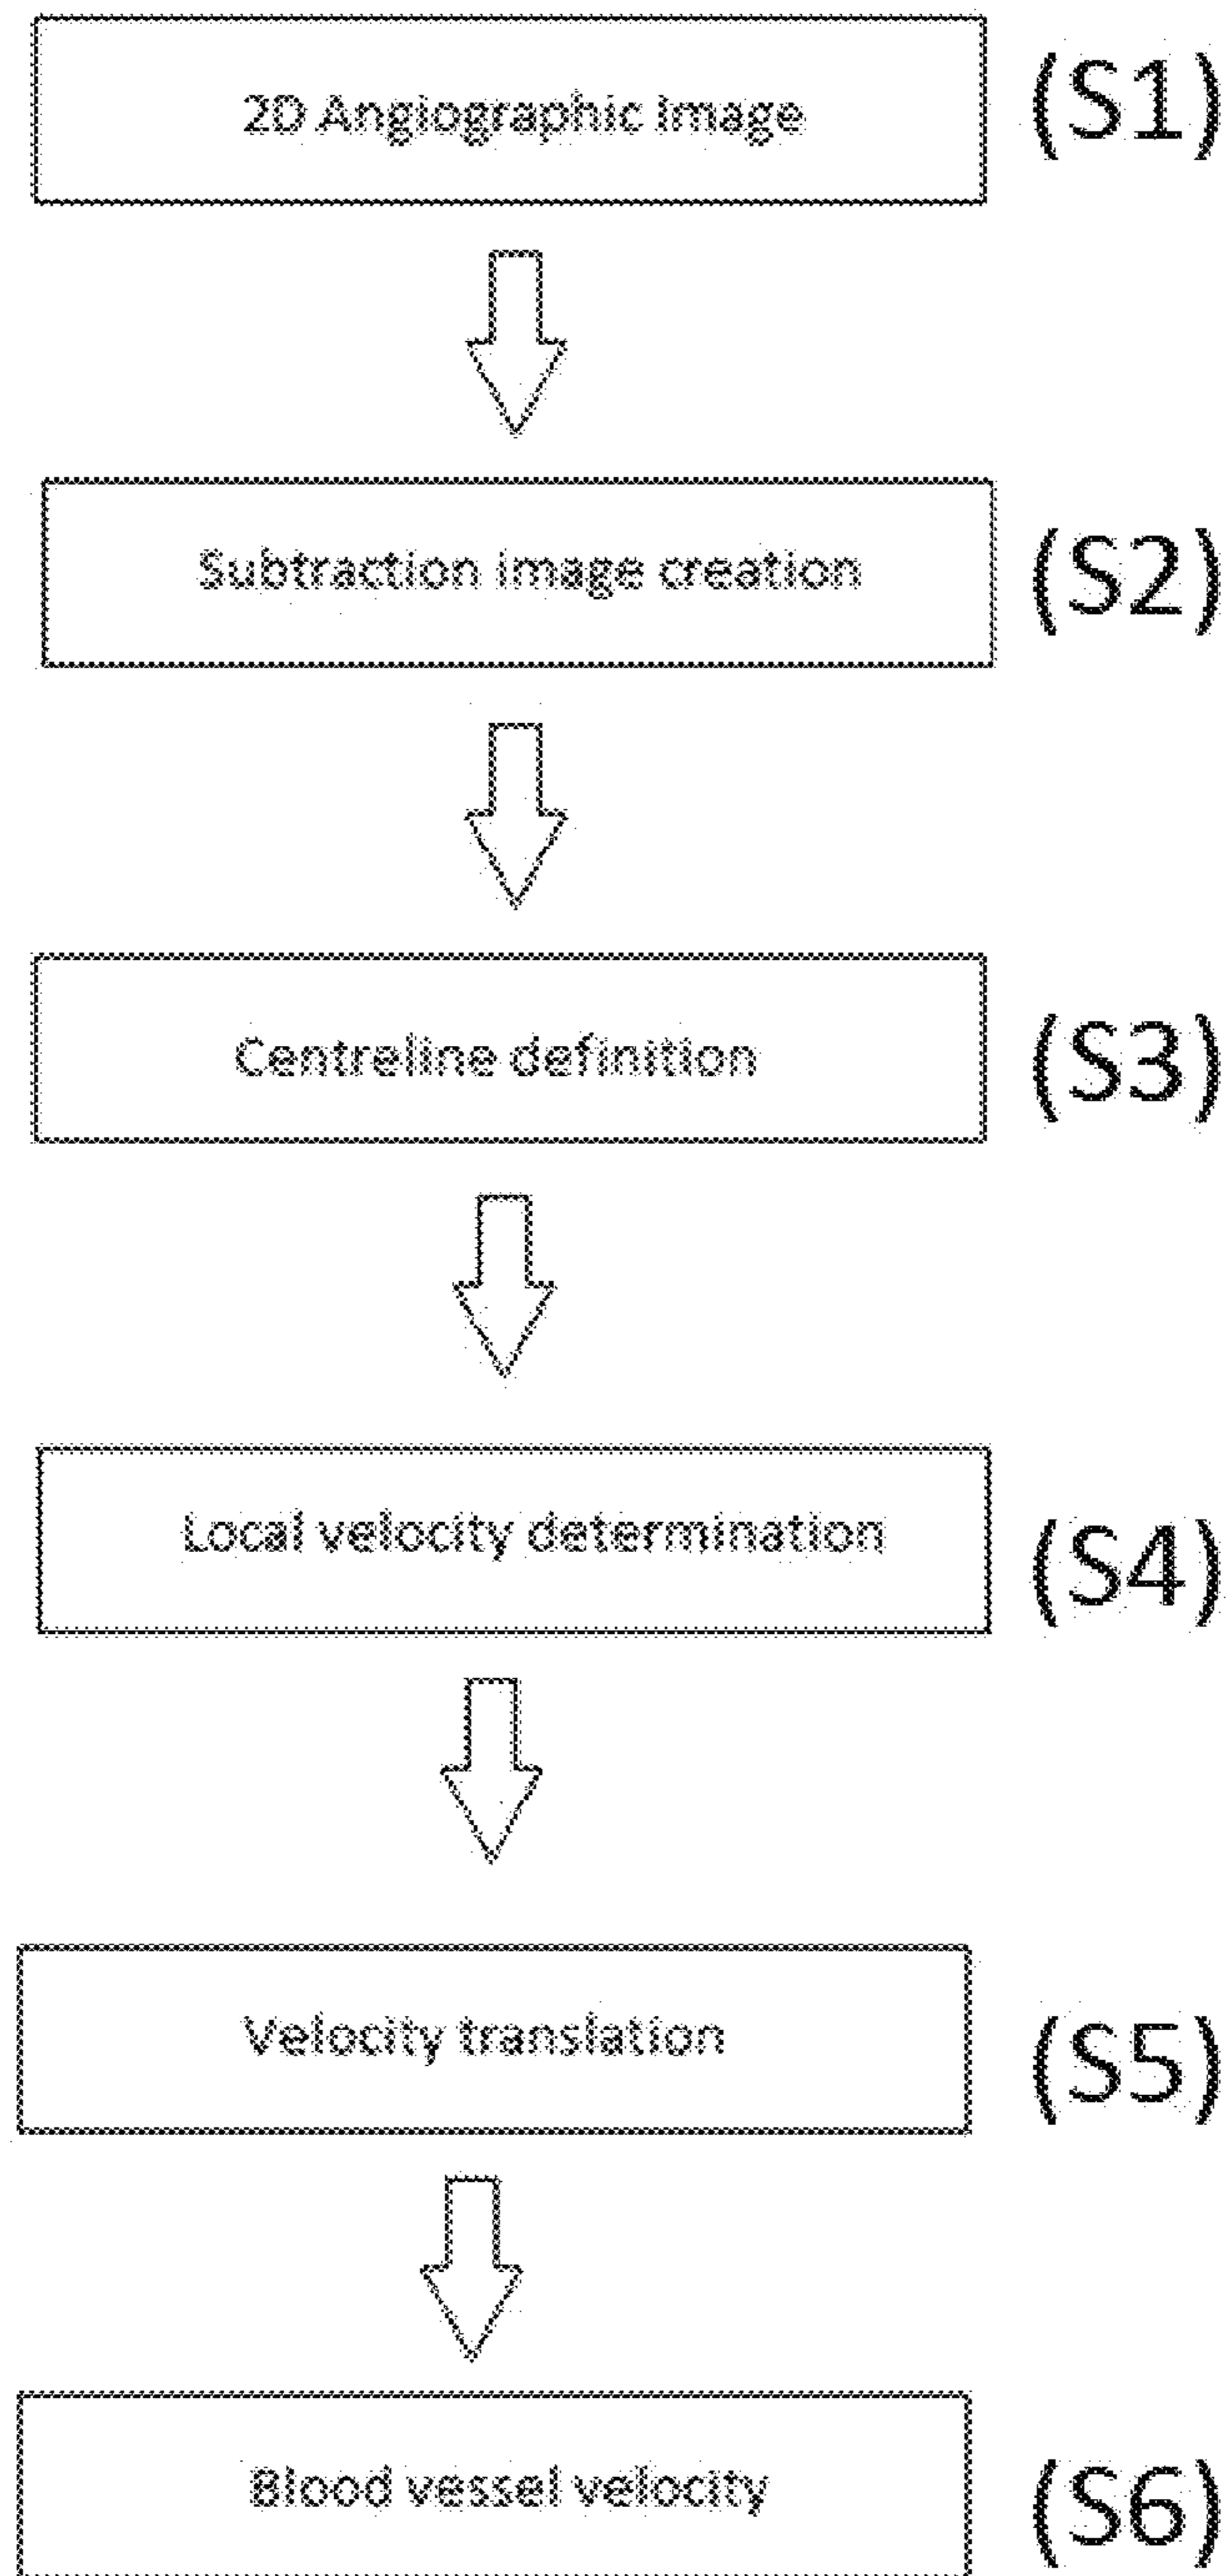 2D Angiographic image (S1)
Subtraction image creation (S2)
Centreline definition (S3)
Local velocity determination (S4)
Velocity translation (S5)
Blood vessel velocity (S6)